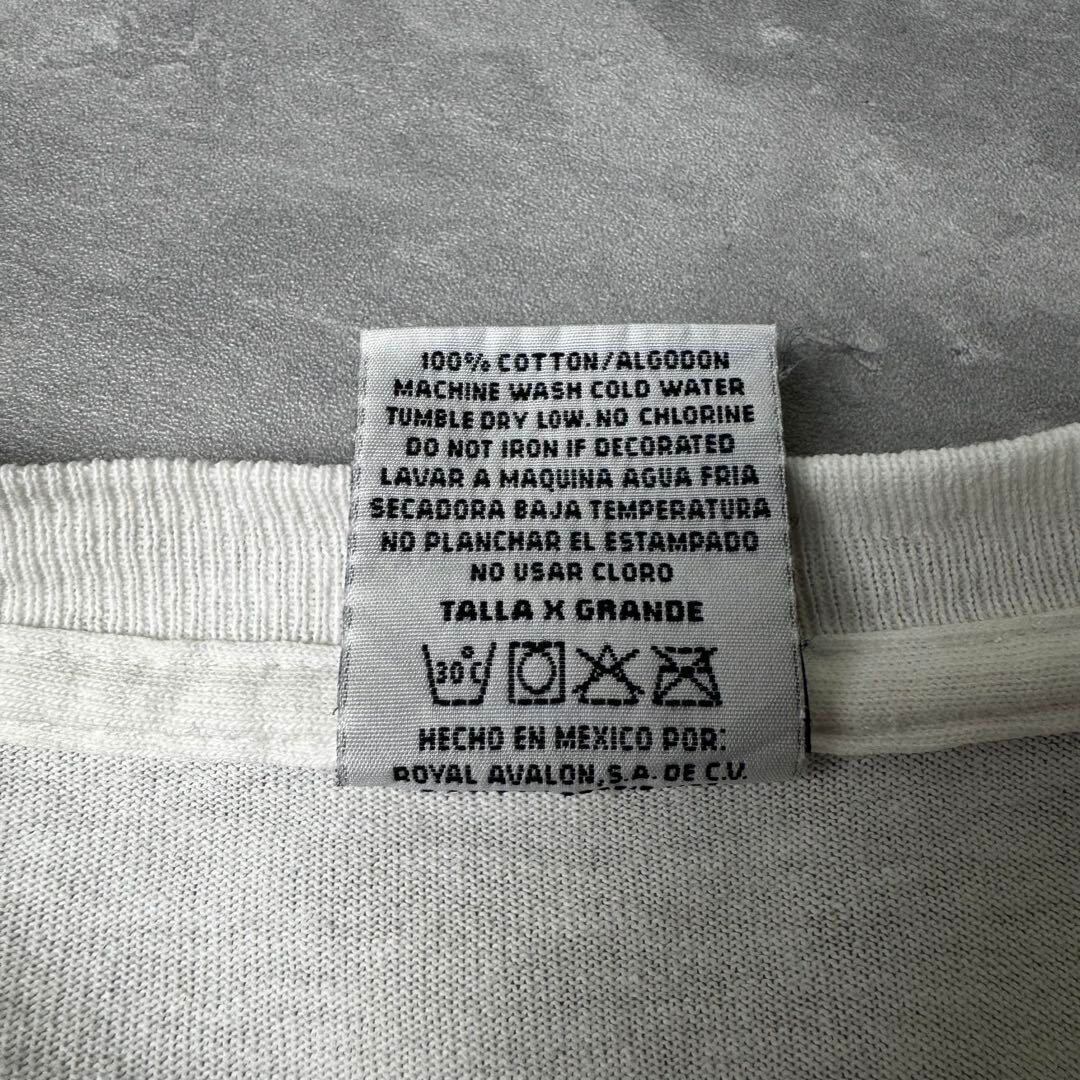 100% COTTON/ALGODON
MACHINE WASH COLD WATER
TUMBLE DRY LOW. NO CHLORINE
DO NOT IRON IF DECORATED
LAVAR A MAQUINA AGUA FRIA
SECADORA BAJA TEMPERATURA
NO PLANCHAR EL ESTAMPADO
NO USAR CLORO
TALLA X GRANDE
30°C
HECHO EN MEXICO POR:
ROYAL AVALON, S.A. DE C.V.